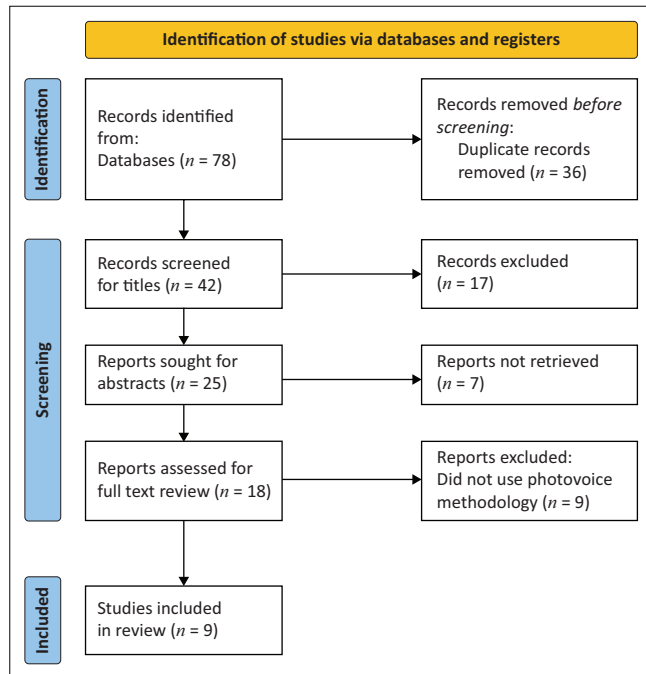 Identification of studies via databases and registers
Identification
Records identified
from:
Databases (n = 78)
Records removed before
screening:
Duplicate records
removed (n = 36)
Screening
Records screened
for titles (n = 42)
Records excluded
(n = 17)
Reports sought for
abstracts (n = 25)
Reports not retrieved
(n = 7)
Reports assessed for
full text review (n = 18)
Reports excluded:
Did not use photovoice
methodology (n = 9)
Included
Studies included
in review (n = 9)